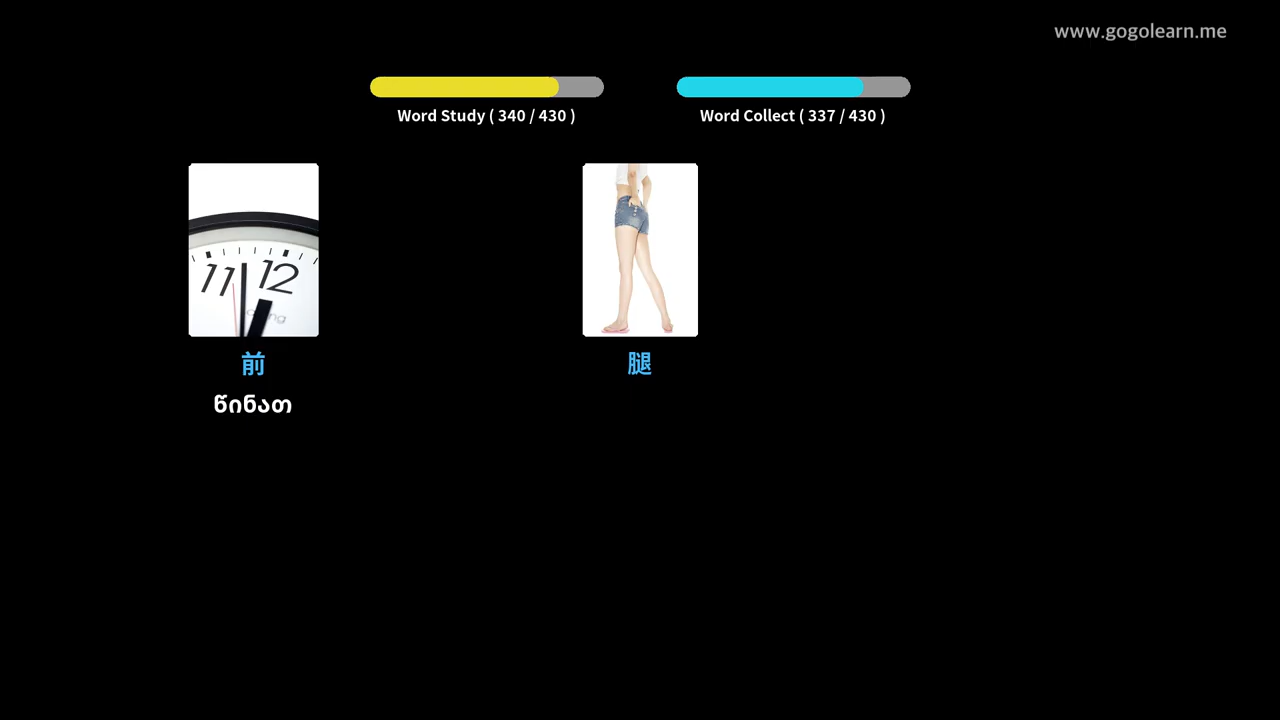 www.gogolearn.me
Word Study ( 340 / 430 )
Word Collect ( 337 / 430 )
11 12
前
腿
წინათ